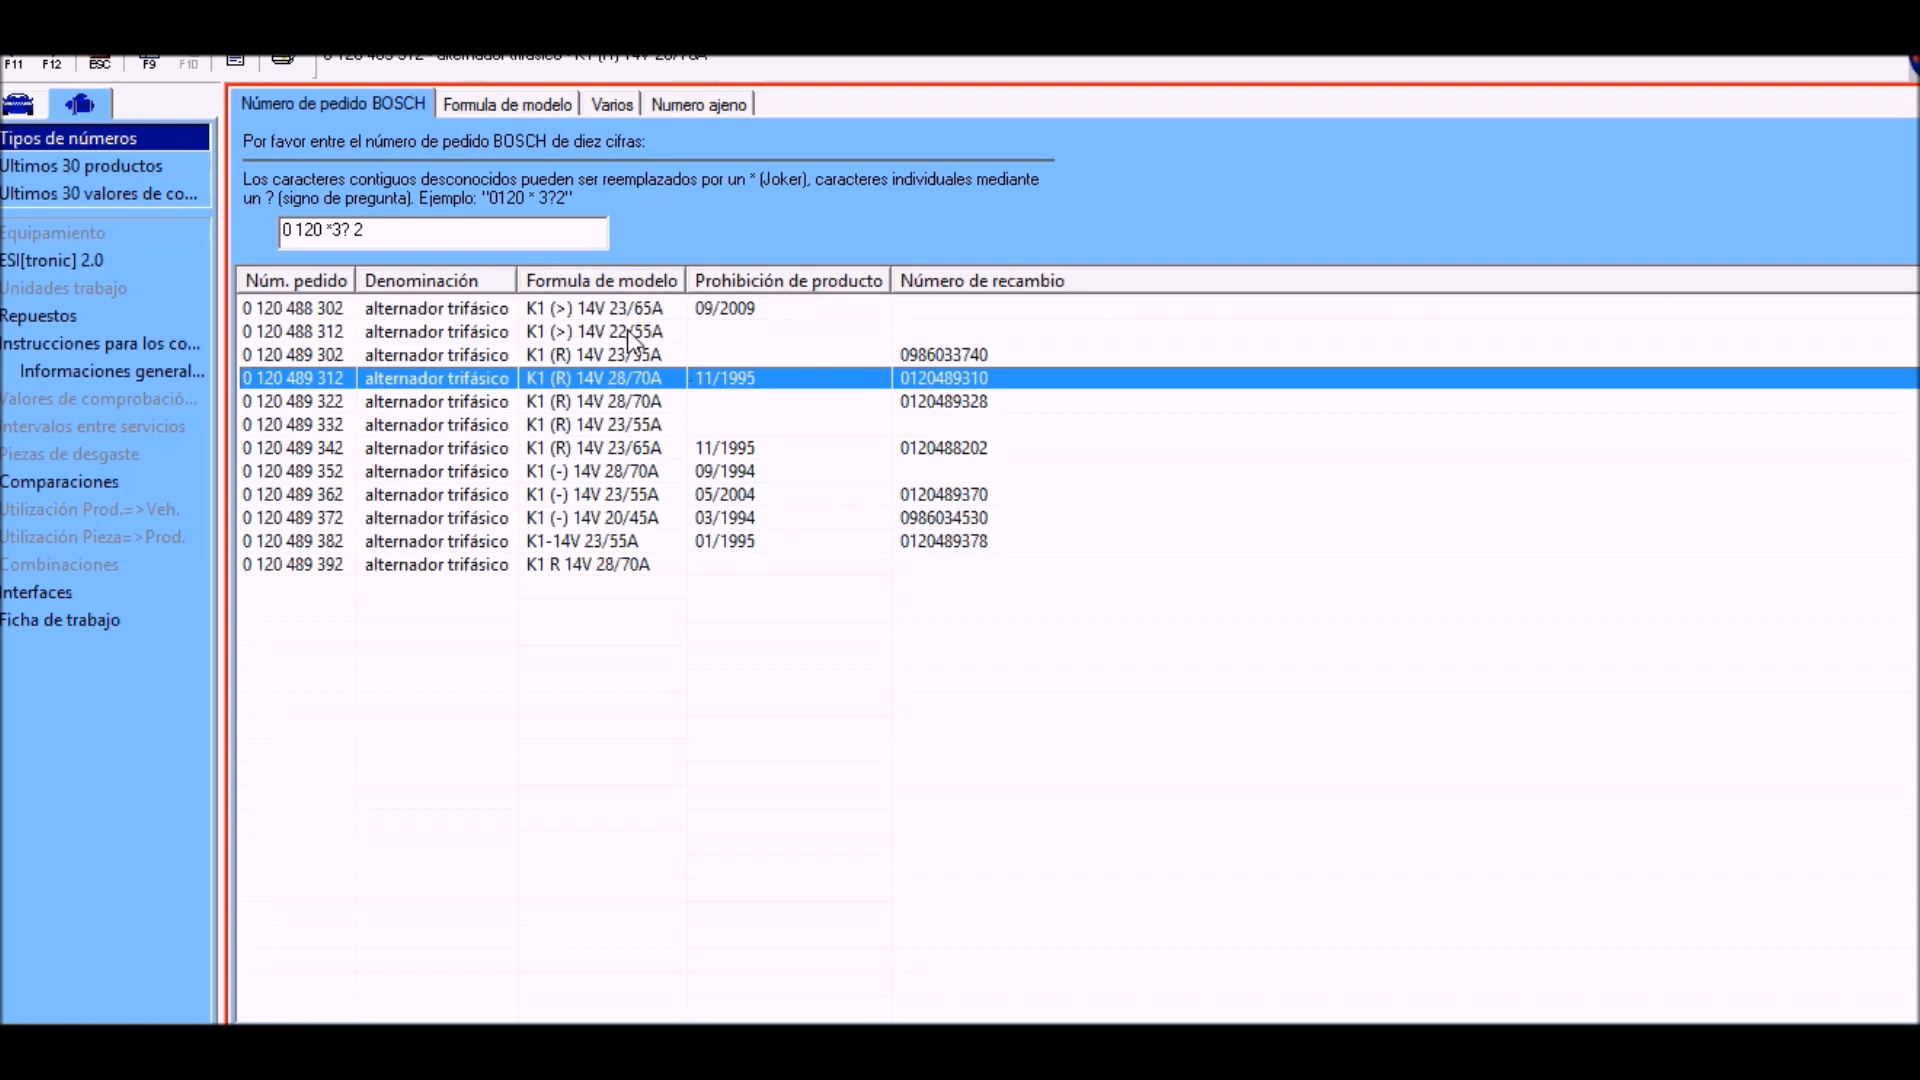 F11 F12 ESC F9 F10 0 120 489 312 - alternador trifásico - K1 (R) 14V 28/70A
Tipos de números
Ultimos 30 productos
Ultimos 30 valores de co...
Equipamiento
ESI[tronic] 2.0
Unidades trabajo
Repuestos
Instrucciones para los co...
Informaciones general...
Valores de comprobació...
Intervalos entre servicios
Piezas de desgaste
Comparaciones
Utilización Prod.=>Veh.
Utilización Pieza=>Prod.
Combinaciones
Interfaces
Ficha de trabajo
Número de pedido BOSCH Formula de modelo Varios Numero ajeno
Por favor entre el número de pedido BOSCH de diez cifras:
Los caracteres contiguos desconocidos pueden ser reemplazados por un * (Joker), caracteres individuales mediante
un ? (signo de pregunta). Ejemplo: "0120 * 3?2"
0 120 *3? 2
Núm. pedido Denominación Formula de modelo Prohibición de producto Número de recambio
0 120 488 302 alternador trifásico K1 (>) 14V 23/65A 09/2009
0 120 488 312 alternador trifásico K1 (>) 14V 22/55A
0 120 489 302 alternador trifásico K1 (R) 14V 23/55A 0986033740
0 120 489 312 alternador trifásico K1 (R) 14V 28/70A 11/1995 0120489310
0 120 489 322 alternador trifásico K1 (R) 14V 28/70A 0120489328
0 120 489 332 alternador trifásico K1 (R) 14V 23/55A
0 120 489 342 alternador trifásico K1 (R) 14V 23/65A 11/1995 0120488202
0 120 489 352 alternador trifásico K1 (-) 14V 28/70A 09/1994
0 120 489 362 alternador trifásico K1 (-) 14V 23/55A 05/2004 0120489370
0 120 489 372 alternador trifásico K1 (-) 14V 20/45A 03/1994 0986034530
0 120 489 382 alternador trifásico K1-14V 23/55A 01/1995 0120489378
0 120 489 392 alternador trifásico K1 R 14V 28/70A